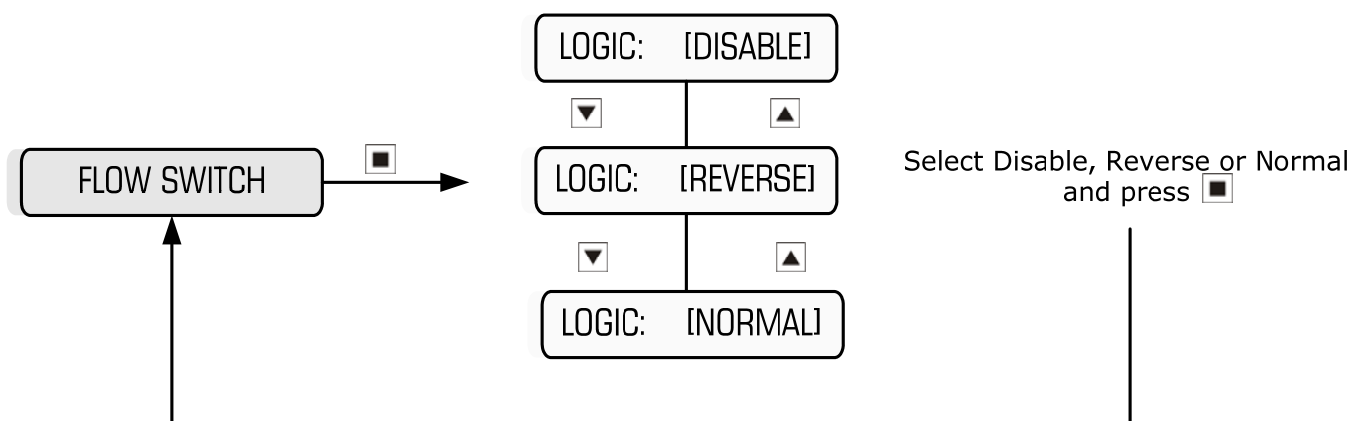 LOGIC: [DISABLE]
FLOW SWITCH
LOGIC: [REVERSE]
Select Disable, Reverse or Normal
and press
LOGIC: [NORMAL]